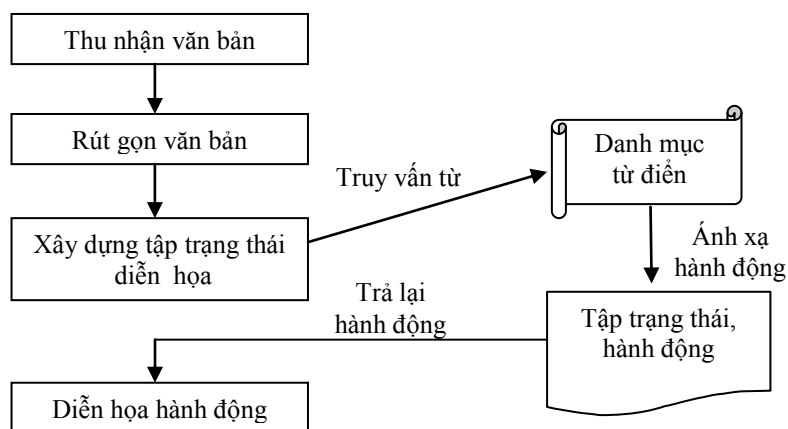 Thu nhận văn bản
Rút gọn văn bản
Xây dựng tập trạng thái
diễn họa
Truy vấn từ
Danh mục
từ điển
Ánh xạ
hành động
Tập trạng thái,
hành động
Trả lại
hành động
Diễn họa hành động